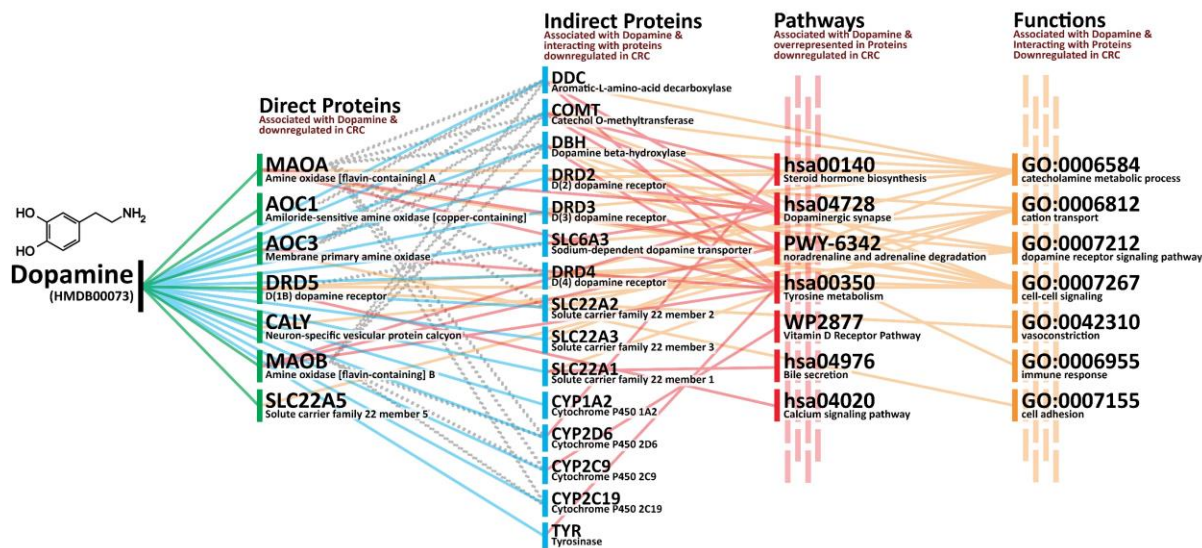 Direct Proteins
Associated with Dopamine &
downregulated in CRC
Indirect Proteins
Associated with Dopamine &
interacting with proteins
downregulated in CRC
Pathways
Associated with Dopamine &
overrepresented in Proteins
downregulated in CRC
Functions
Associated with Dopamine &
Interacting with Proteins
Downregulated in CRC
HO
HO
NH2
Dopamine
(HMDB00073)
MAOA
Amine oxidase [flavin-containing] A
AOC1
Amiloride-sensitive amine oxidase [copper-containing]
AOC3
Membrane primary amine oxidase
DRD5
D(1B) dopamine receptor
CALY
Neuron-specific vesicular protein calcyon
MAOB
Amine oxidase [flavin-containing] B
SLC22A5
Solute carrier family 22 member 5
DDC
Aromatic-L-amino-acid decarboxylase
COMT
Catechol O-methyltransferase
DBH
Dopamine beta-hydroxylase
DRD2
D(2) dopamine receptor
DRD3
D(3) dopamine receptor
SLC6A3
Sodium-dependent dopamine transporter
DRD4
D(4) dopamine receptor
SLC22A2
Solute carrier family 22 member 2
SLC22A3
Solute carrier family 22 member 3
SLC22A1
Solute carrier family 22 member 1
CYP1A2
Cytochrome P450 1A2
CYP2D6
Cytochrome P450 2D6
CYP2C9
Cytochrome P450 2C9
CYP2C19
Cytochrome P450 2C19
TYR
Tyrosinase
hsa00140
Steroid hormone biosynthesis
hsa04728
Dopaminergic synapse
PWY-6342
noradrenaline and adrenaline degradation
hsa00350
Tyrosine metabolism
WP2877
Vitamin D Receptor Pathway
hsa04976
Bile secretion
hsa04020
Calcium signaling pathway
GO:0006584
catecholamine metabolic process
GO:0006812
cation transport
GO:0007212
dopamine receptor signaling pathway
GO:0007267
cell-cell signaling
GO:0042310
vasoconstriction
GO:0006955
immune response
GO:0007155
cell adhesion